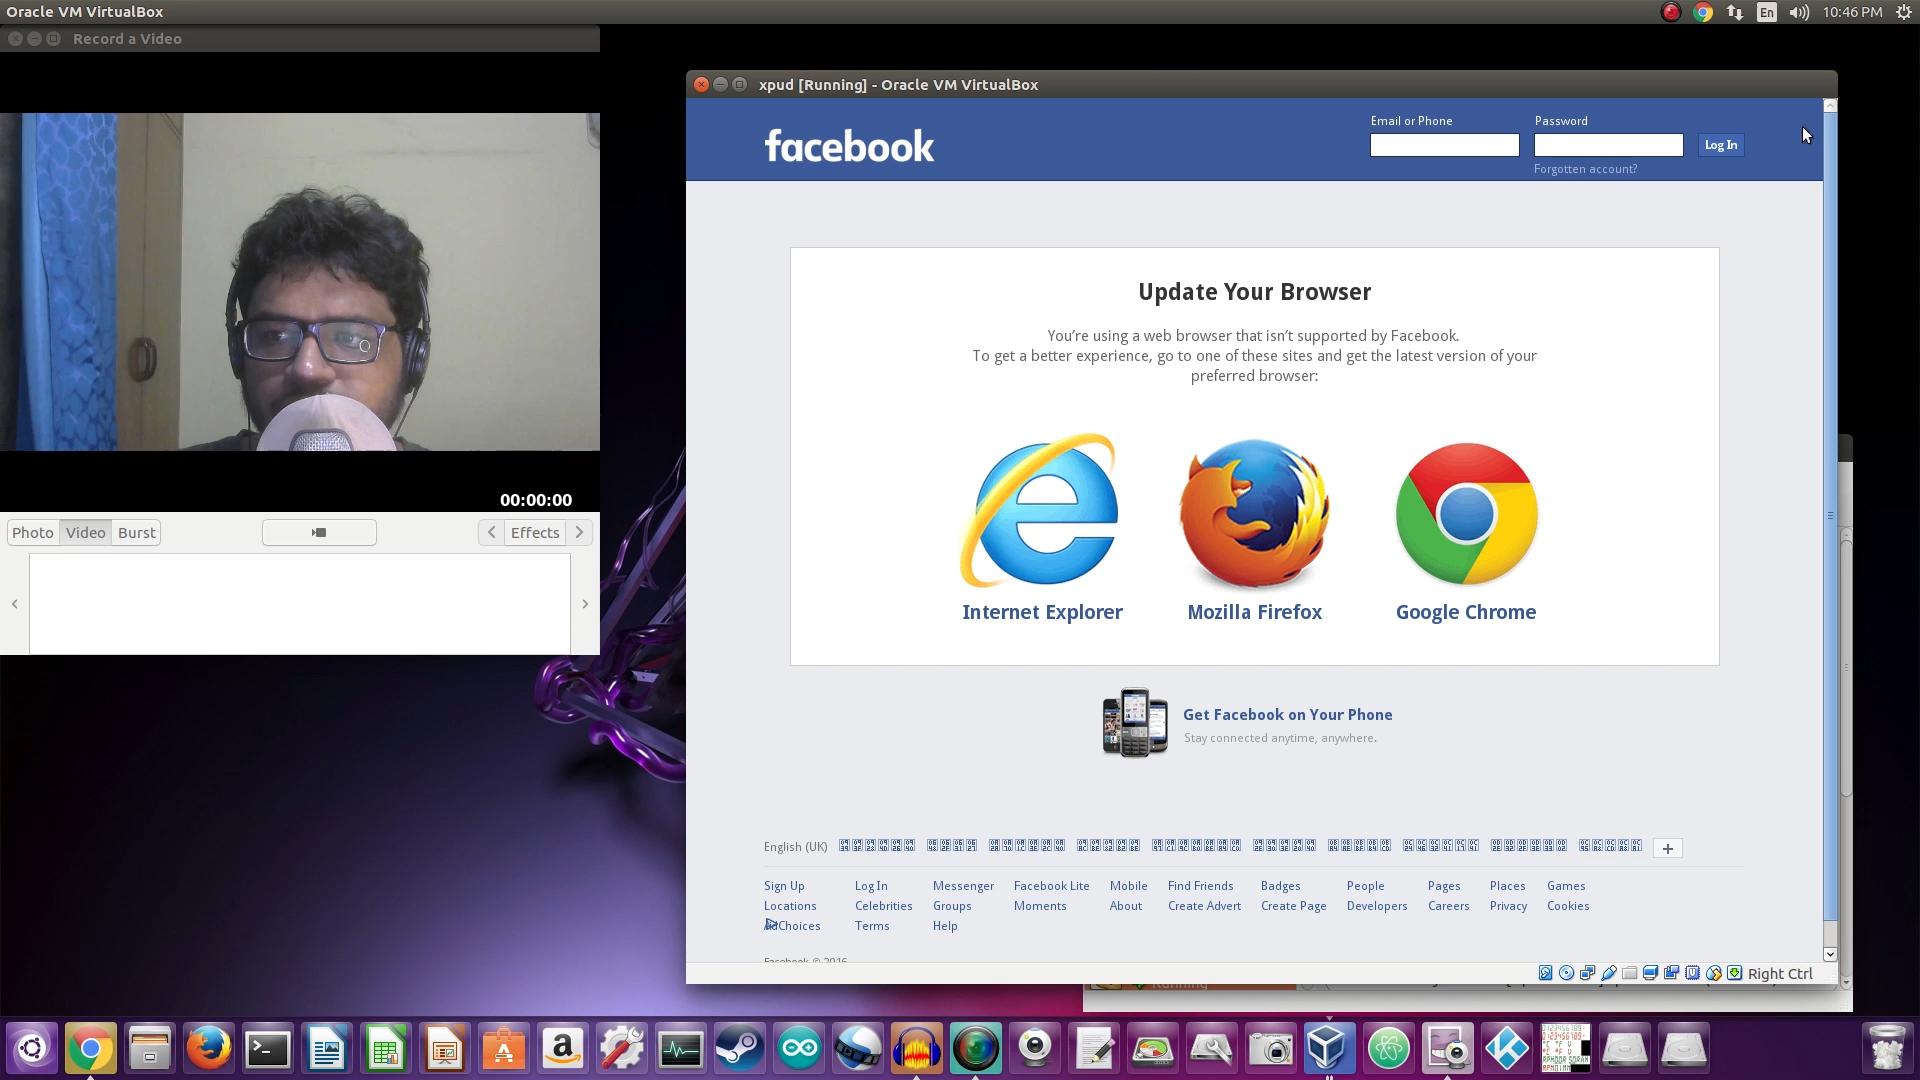 Oracle VM VirtualBox
En
10:46 PM
Record a Video
00:00:00
Photo
Video
Burst
Effects
xpud [Running] - Oracle VM VirtualBox
facebook
Email or Phone
Password
Log In
Forgotten account?
Update Your Browser
You're using a web browser that isn't supported by Facebook.
To get a better experience, go to one of these sites and get the latest version of your
preferred browser:
Internet Explorer
Mozilla Firefox
Google Chrome
Get Facebook on Your Phone
Stay connected anytime, anywhere.
English (UK)
Sign Up Log In Messenger Facebook Lite Mobile Find Friends Badges People Pages Places Games
Locations Celebrities Groups Moments About Create Advert Create Page Developers Careers Privacy Cookies
AdChoices Terms Help
Facebook © 2016
Right Ctrl
Running